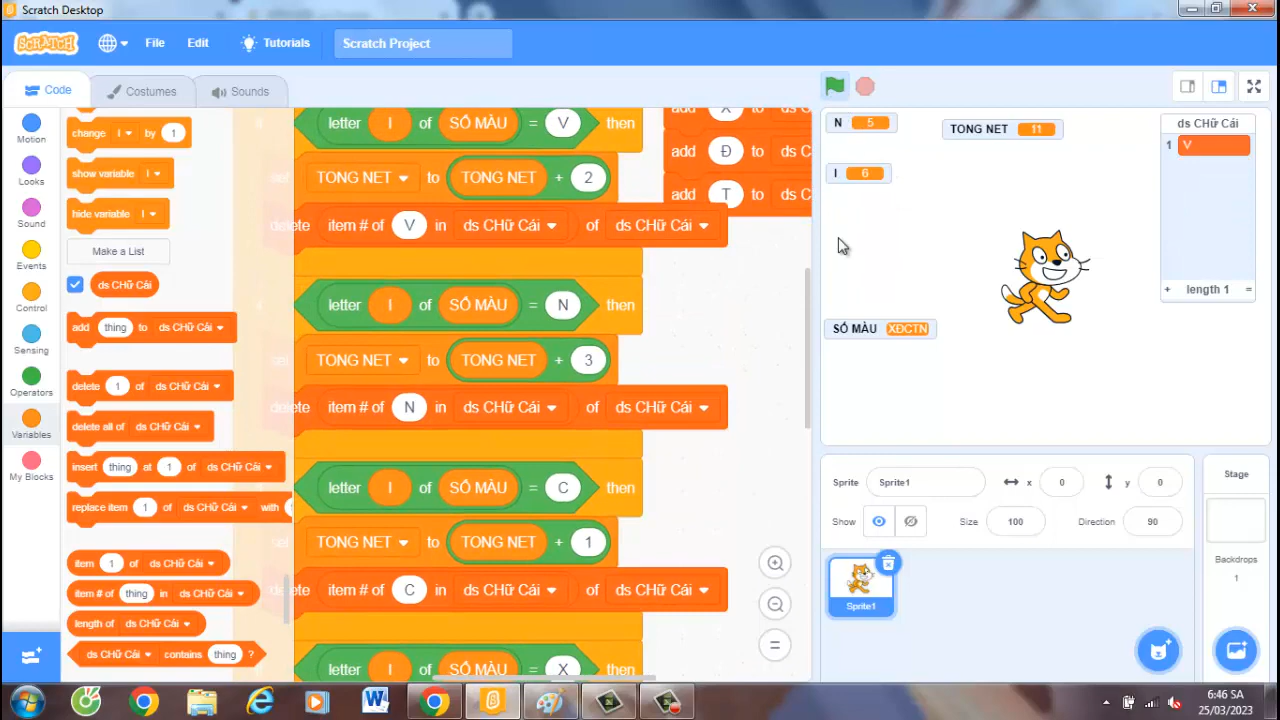 Scratch Desktop
SCRATCH
File
Edit
Tutorials
Scratch Project
Code
Costumes
Sounds
Motion
Looks
Sound
Events
Control
Sensing
Operators
Variables
My Blocks
change I by 1
show variable I
hide variable I
Make a List
ds CHữ Cái
add thing to ds CHữ Cái
delete 1 of ds CHữ Cái
delete all of ds CHữ Cái
insert thing at 1 of ds CHữ Cái
replace item 1 of ds CHữ Cái with
item 1 of ds CHữ Cái
item # of thing in ds CHữ Cái
length of ds CHữ Cái
ds CHữ Cái contains thing ?
letter I of SỐ MÀU = V then
TONG NET to TONG NET + 2
item # of V in ds CHữ Cái of ds CHữ Cái
letter I of SỐ MÀU = N then
TONG NET to TONG NET + 3
item # of N in ds CHữ Cái of ds CHữ Cái
letter I of SỐ MÀU = C then
TONG NET to TONG NET + 1
item # of C in ds CHữ Cái of ds CHữ Cái
letter I of SỐ MÀU = X then
add X to ds C
add Đ to ds C
add T to ds C
N 5
TONG NET 11
I 6
SỐ MÀU XĐCTN
ds CHữ Cái
1 V
+ length 1 =
Sprite
Sprite1
x 0
y 0
Show
Size 100
Direction 90
Sprite1
Stage
Backdrops
1
6:46 SA
25/03/2023